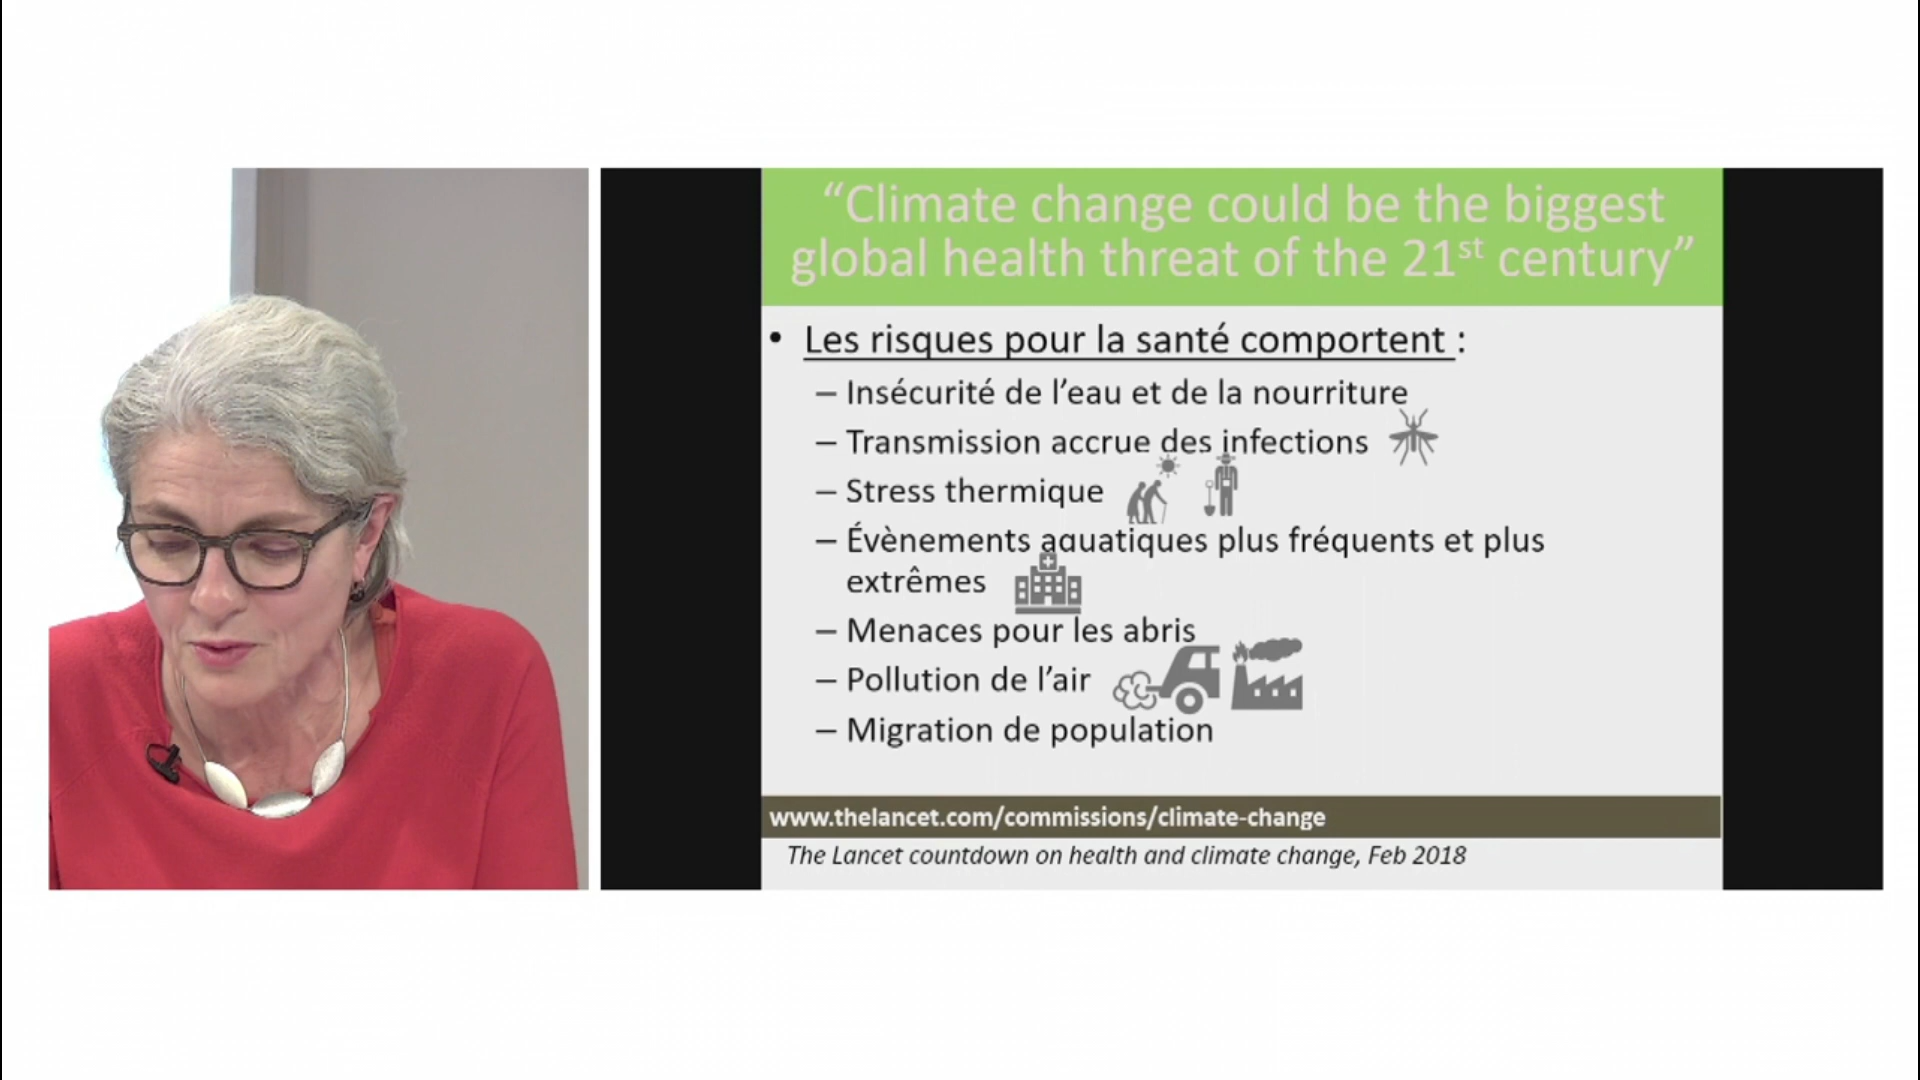 “Climate change could be the biggest
global health threat of the 21st century”
• Les risques pour la santé comportent :
– Insécurité de l’eau et de la nourriture
– Transmission accrue des infections
– Stress thermique
– Évènements aquatiques plus fréquents et plus
extrêmes
– Menaces pour les abris
– Pollution de l’air
– Migration de population
www.thelancet.com/commissions/climate-change
The Lancet countdown on health and climate change, Feb 2018